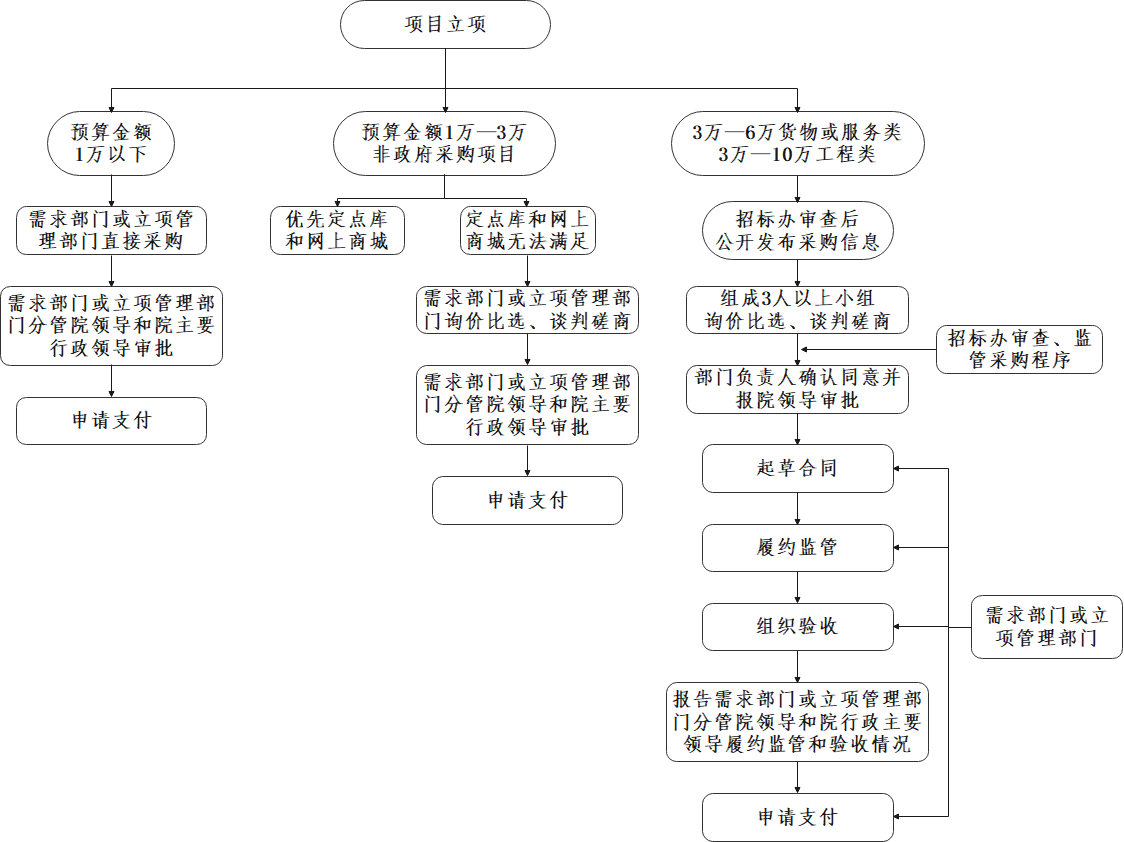 项目立项
预算金额
1万以下
需求部门或立项管
理部门直接采购
需求部门或立项管理部
门分管院领导和院主要
行政领导审批
申请支付
预算金额1万—3万
非政府采购项目
优先定点库
和网上商城
定点库和网上
商城无法满足
需求部门或立项管理部
门询价比选、谈判磋商
需求部门或立项管理部
门分管院领导和院主要
行政领导审批
申请支付
3万—6万货物或服务类
3万—10万工程类
招标办审查后
公开发布采购信息
组成3人以上小组
询价比选、谈判磋商
招标办审查、监
管采购程序
部门负责人确认同意并
报院领导审批
起草合同
履约监管
组织验收
需求部门或立
项管理部门
报告需求部门或立项管理部
门分管院领导和院行政主要
领导履约监管和验收情况
申请支付